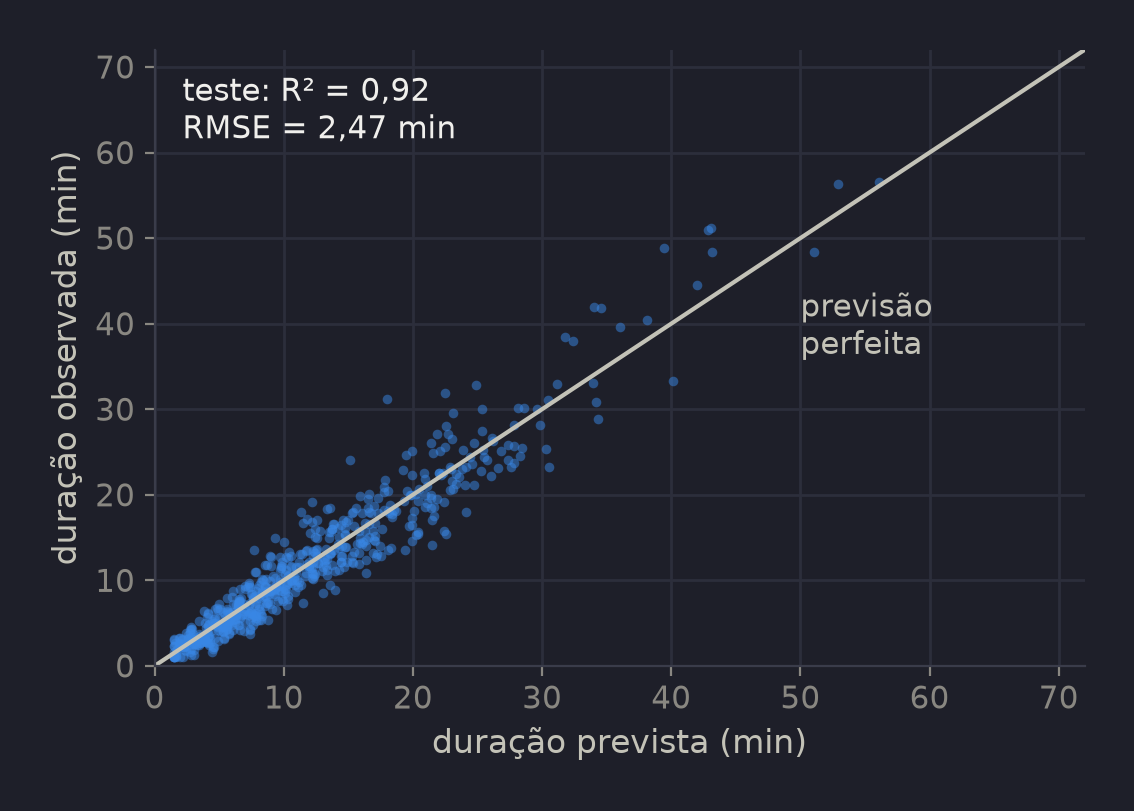 teste: R² = 0,92
RMSE = 2,47 min
previsão
perfeita
duração observada (min)
70
60
50
40
30
20
10
0
0 10 20 30 40 50 60 70
duração prevista (min)